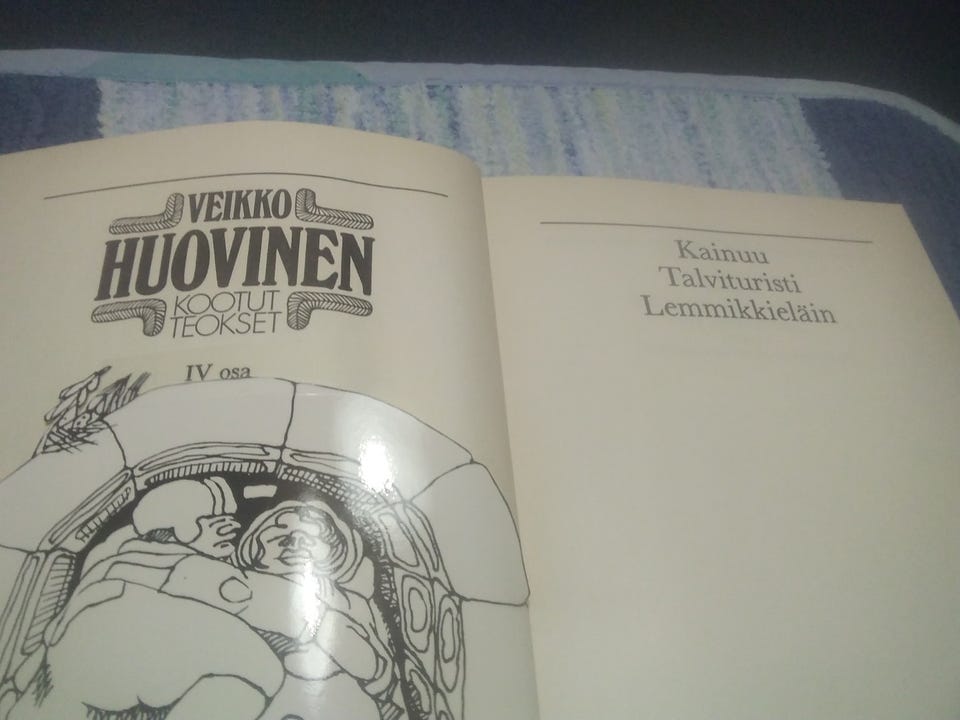 VEIKKO
HUOVINEN
KOOTUT
TEOKSET
IV osa
Kainuu
Talvituristi
Lemmikkieläin